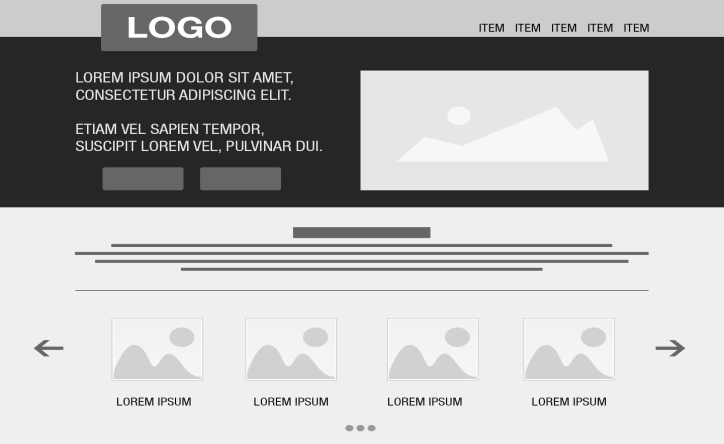 LOGO
ITEM ITEM ITEM ITEM ITEM
LOREM IPSUM DOLOR SIT AMET,
CONSECTETUR ADIPISCING ELIT.
ETIAM VEL SAPIEN TEMPOR,
SUSCIPIT LOREM VEL, PULVINAR DUI.
LOREM IPSUM LOREM IPSUM LOREM IPSUM LOREM IPSUM